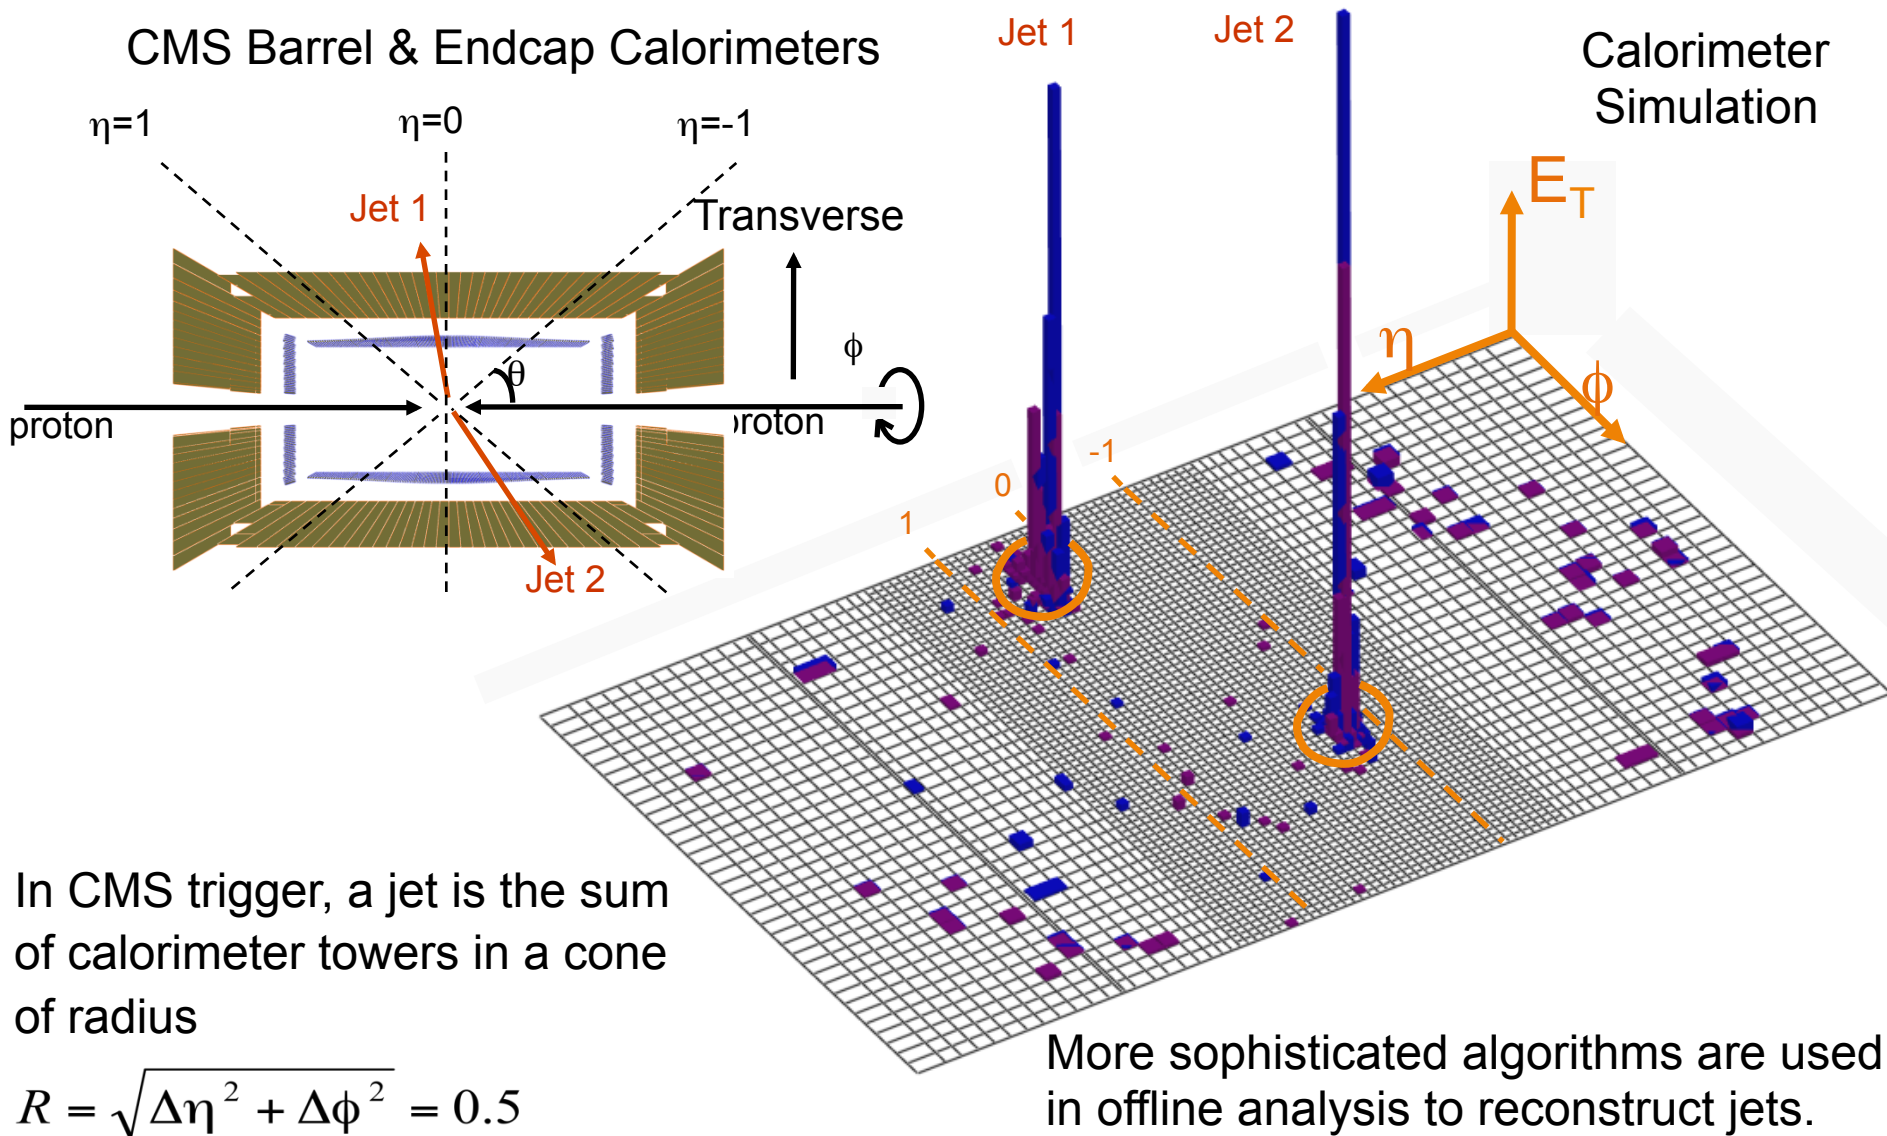 CMS Barrel & Endcap Calorimeters
η=1
η=0
η=-1
Jet 1
Transverse
ϕ
θ
proton
proton
Jet 2
Jet 1
Jet 2
Calorimeter
Simulation
E_T
η
ϕ
-1
0
1
In CMS trigger, a jet is the sum
of calorimeter towers in a cone
of radius
R = √(Δη² + Δϕ²) = 0.5
More sophisticated algorithms are used
in offline analysis to reconstruct jets.